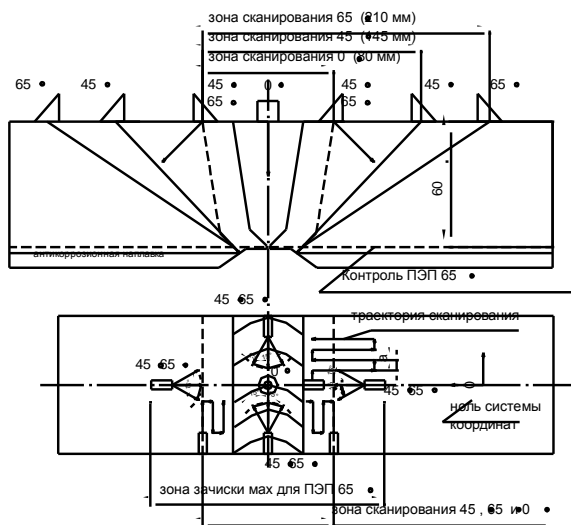 зона сканирования 65 (210 мм)
зона сканирования 45 (145 мм)
зона сканирования 0 (80 мм)
65 45 45 0 45 45 65
65 65
60
антикоррозионная наплавка
Контроль ПЭП 65
45 65
траектория сканирования
45 65
0
a
0
45 65
ноль системы
координат
45 65
зона зачиски мах для ПЭП 65
зона сканирования 45 , 65 и 0